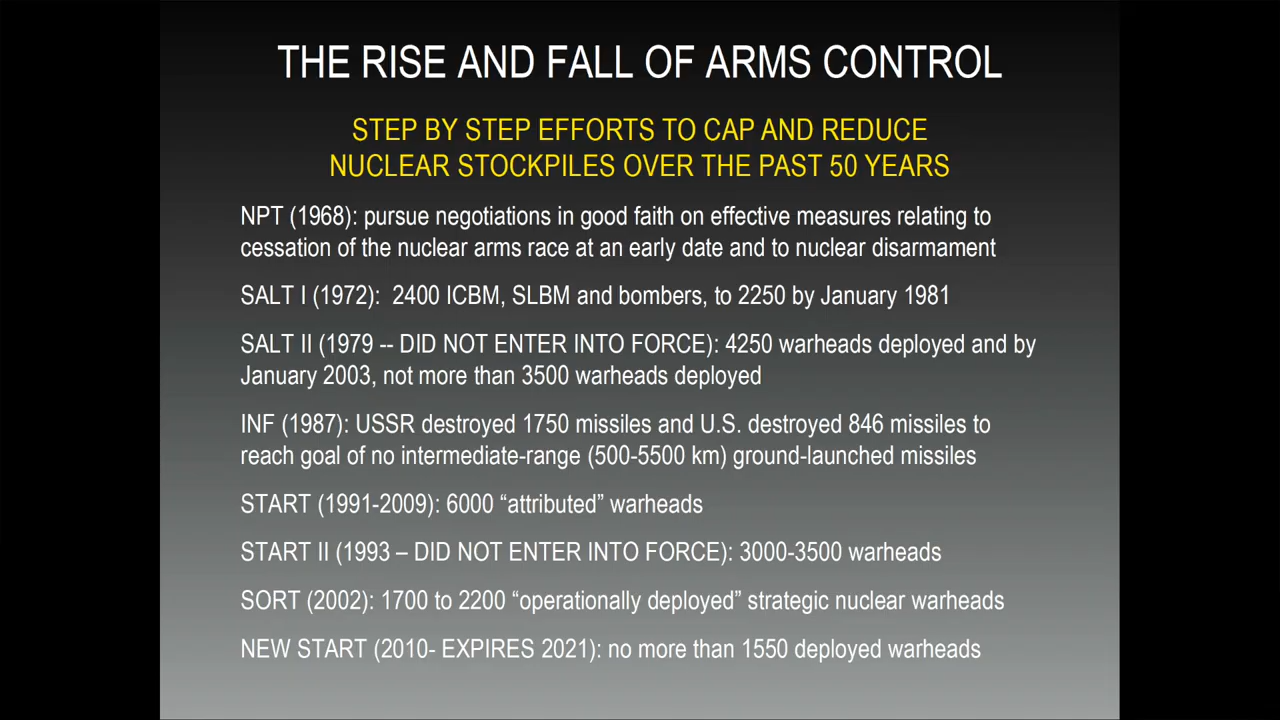 THE RISE AND FALL OF ARMS CONTROL
STEP BY STEP EFFORTS TO CAP AND REDUCE
NUCLEAR STOCKPILES OVER THE PAST 50 YEARS
NPT (1968): pursue negotiations in good faith on effective measures relating to
cessation of the nuclear arms race at an early date and to nuclear disarmament
SALT I (1972):  2400 ICBM, SLBM and bombers, to 2250 by January 1981
SALT II (1979 -- DID NOT ENTER INTO FORCE): 4250 warheads deployed and by
January 2003, not more than 3500 warheads deployed
INF (1987): USSR destroyed 1750 missiles and U.S. destroyed 846 missiles to
reach goal of no intermediate-range (500-5500 km) ground-launched missiles
START (1991-2009): 6000 “attributed” warheads
START II (1993 – DID NOT ENTER INTO FORCE): 3000-3500 warheads
SORT (2002): 1700 to 2200 “operationally deployed” strategic nuclear warheads
NEW START (2010- EXPIRES 2021): no more than 1550 deployed warheads